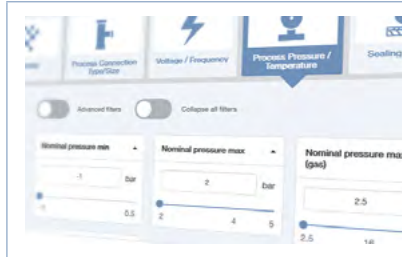 Process Connection
Type/Size
Voltage / Frequency
Process Pressure /
Temperature
Sealing
Advanced filters
Collapse all filters
Nominal pressure min
Nominal pressure max
Nominal pressure max
(gas)
-1
bar
2
bar
2.5
-1
0.5
2
4
5
2.5
16